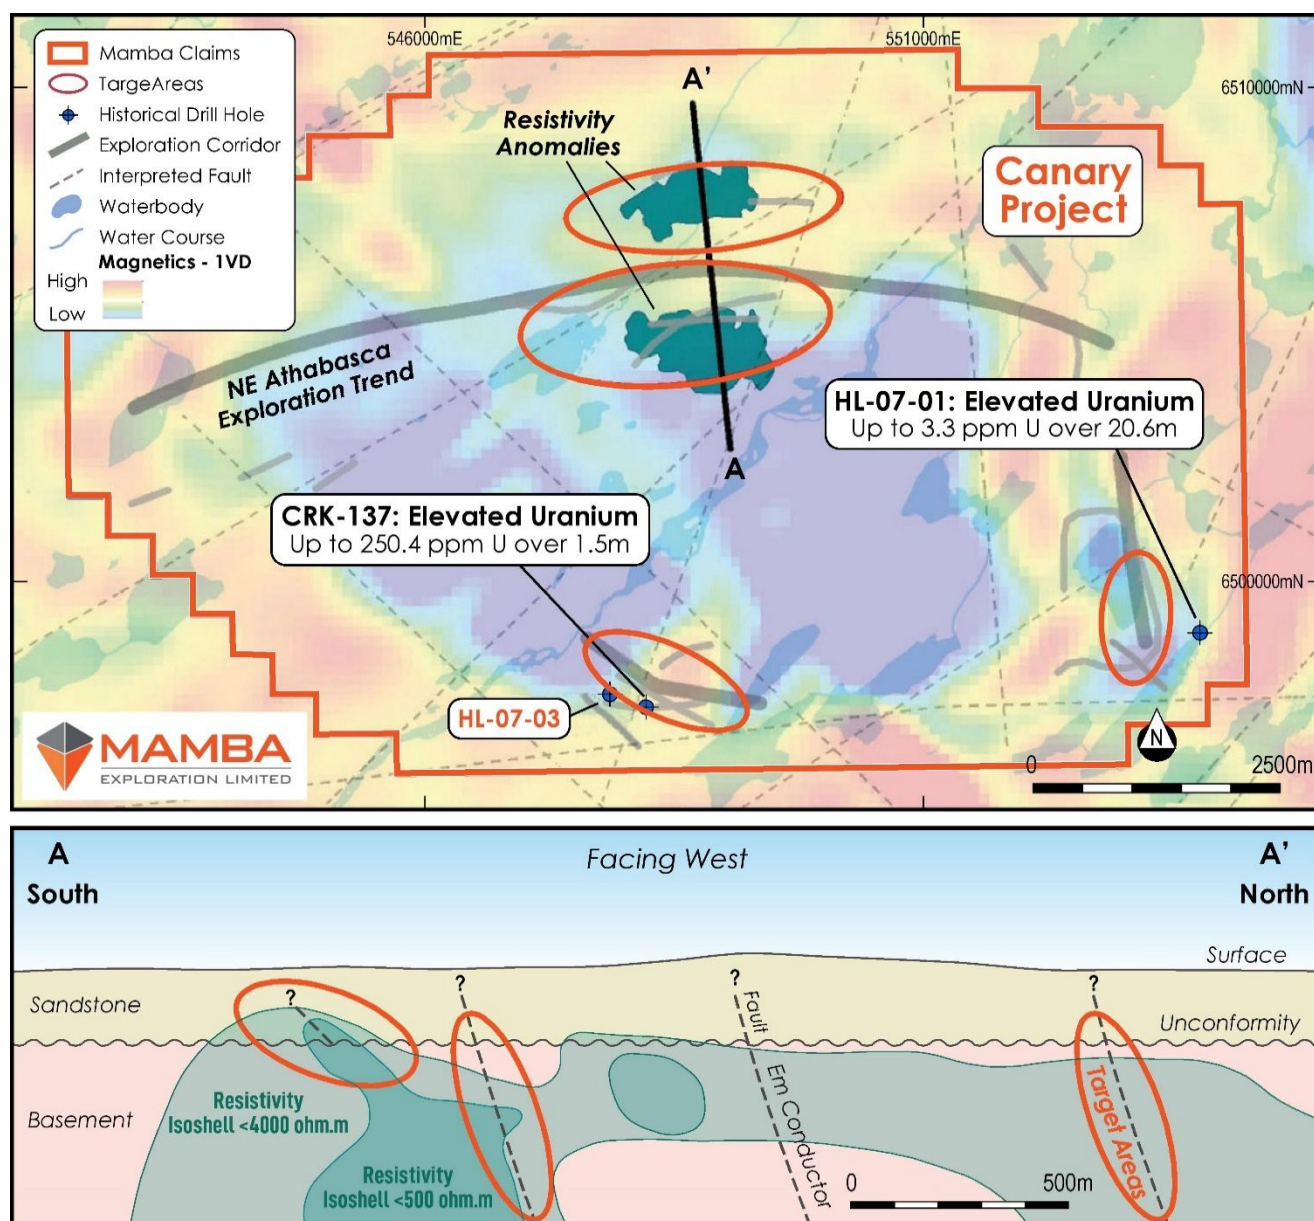 546000mE
551000mE
Mamba Claims
TargeAreas
Historical Drill Hole
Exploration Corridor
Interpreted Fault
Waterbody
Water Course
Magnetics - 1VD
High
Low
A'
Resistivity
Anomalies
6510000mN
Canary
Project
NE Athabasca
Exploration Trend
HL-07-01: Elevated Uranium
Up to 3.3 ppm U over 20.6m
A
CRK-137: Elevated Uranium
Up to 250.4 ppm U over 1.5m
6500000mN
HL-07-03
MAMBA
EXPLORATION LIMITED
N
0
2500m
A
Facing West
A'
South
North
Surface
?
?
?
?
Sandstone
Fault
Unconformity
Basement
Resistivity
Isoshell <4000 ohm.m
Resistivity
Isoshell <500 ohm.m
Em Conductor
Target Areas
0
500m